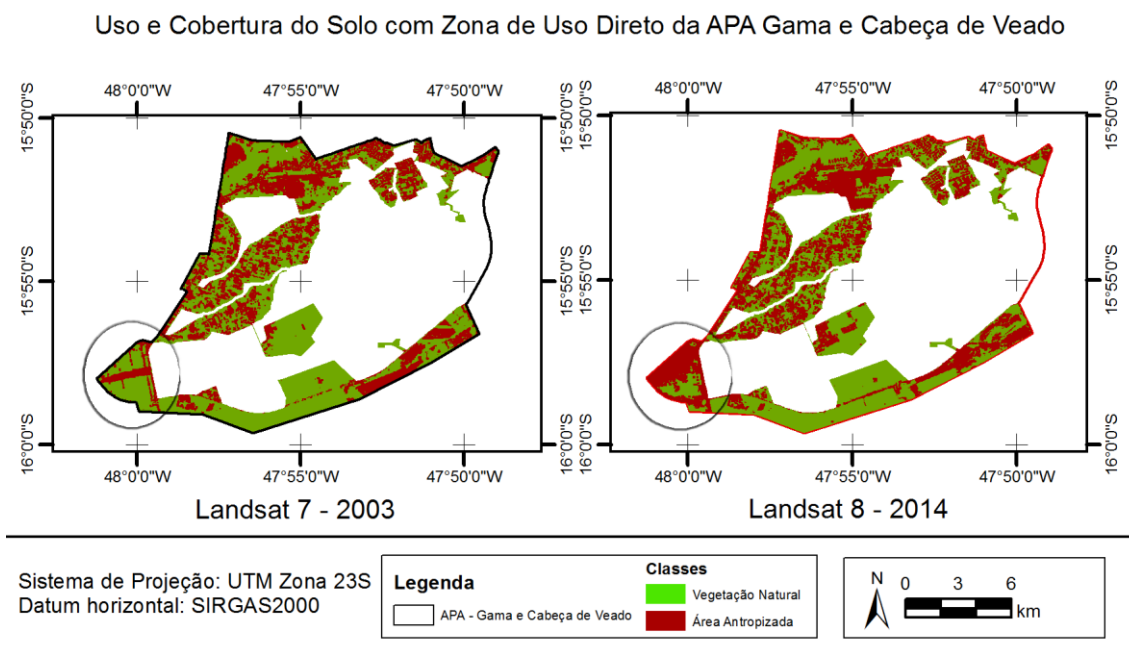 Uso e Cobertura do Solo com Zona de Uso Direto da APA Gama e Cabeça de Veado
48°0'0"W 47°55'0"W 47°50'0"W
15°50'0"S 15°50'0"S
15°55'0"S 15°55'0"S
16°0'0"S 16°0'0"S
48°0'0"W 47°55'0"W 47°50'0"W
Landsat 7 - 2003
48°0'0"W 47°55'0"W 47°50'0"W
15°50'0"S 15°50'0"S
15°55'0"S 15°55'0"S
16°0'0"S 16°0'0"S
48°0'0"W 47°55'0"W 47°50'0"W
Landsat 8 - 2014
Sistema de Projeção: UTM Zona 23S
Datum horizontal: SIRGAS2000
Legenda
APA - Gama e Cabeça de Veado
Classes
Vegetação Natural
Área Antropizada
N
0 3 6
km